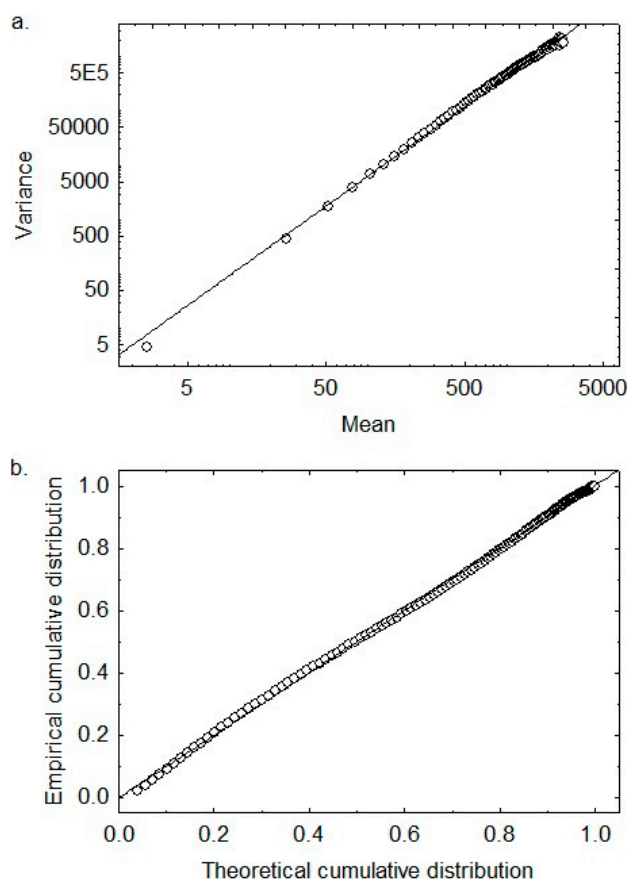 a.
5E5
50000
5000
500
50
5
Variance
5 50 500 5000
Mean
b.
1.0
0.8
0.6
0.4
0.2
0.0
Empirical cumulative distribution
0.0 0.2 0.4 0.6 0.8 1.0
Theoretical cumulative distribution